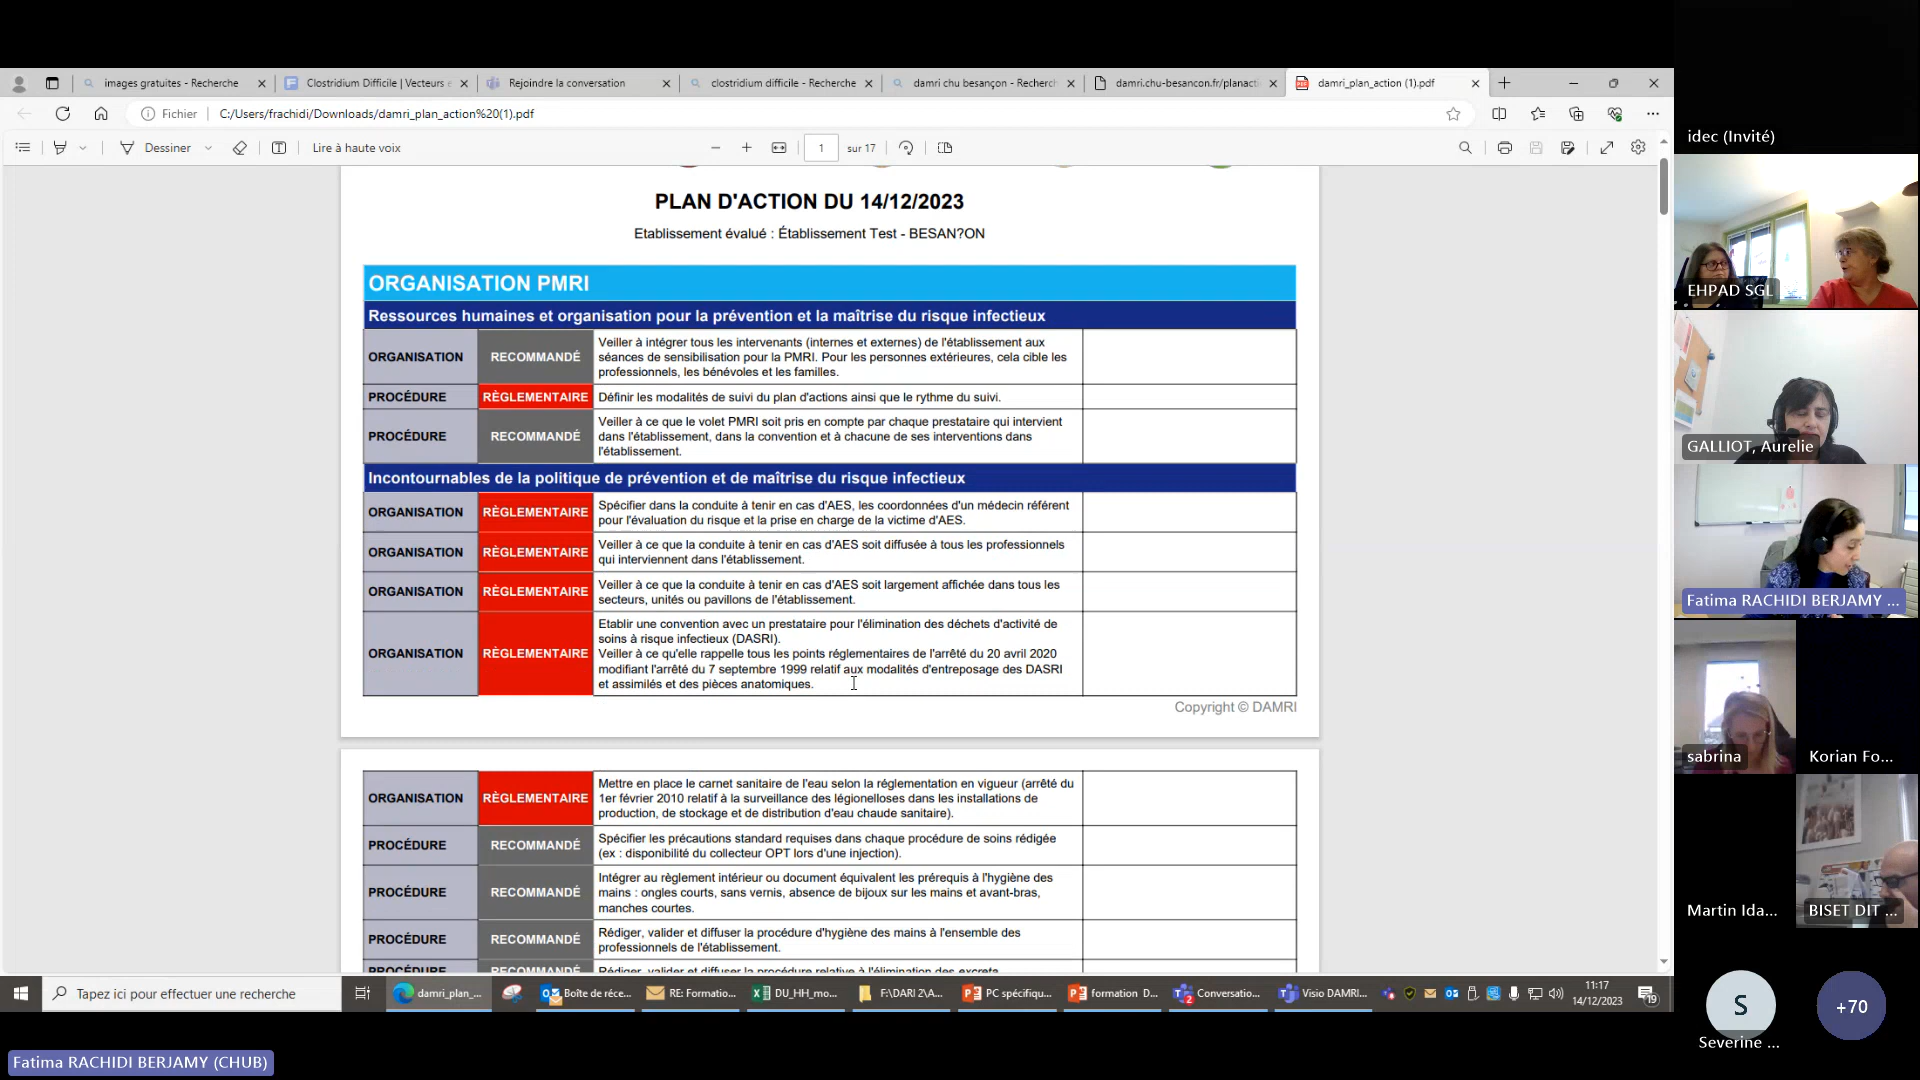 images gratuites - Recherche
Clostridium Difficile | Vecteurs e
Rejoindre la conversation
clostridium difficile - Recherche
damri chu besançon - Recherch
damri.chu-besancon.fr/planacti
damri_plan_action (1).pdf
Fichier
C:/Users/frachidi/Downloads/damri_plan_action%20(1).pdf
Dessiner
Lire à haute voix
1
sur 17
PLAN D'ACTION DU 14/12/2023
Etablissement évalué : Établissement Test - BESAN?ON
ORGANISATION PMRI
Ressources humaines et organisation pour la prévention et la maîtrise du risque infectieux
ORGANISATION
RECOMMANDÉ
Veiller à intégrer tous les intervenants (internes et externes) de l'établissement aux
séances de sensibilisation pour la PMRI. Pour les personnes extérieures, cela cible les
professionnels, les bénévoles et les familles.
PROCÉDURE
RÈGLEMENTAIRE
Définir les modalités de suivi du plan d'actions ainsi que le rythme du suivi.
PROCÉDURE
RECOMMANDÉ
Veiller à ce que le volet PMRI soit pris en compte par chaque prestataire qui intervient
dans l'établissement, dans la convention et à chacune de ses interventions dans
l'établissement.
Incontournables de la politique de prévention et de maîtrise du risque infectieux
ORGANISATION
RÈGLEMENTAIRE
Spécifier dans la conduite à tenir en cas d'AES, les coordonnées d'un médecin référent
pour l'évaluation du risque et la prise en charge de la victime d'AES.
ORGANISATION
RÈGLEMENTAIRE
Veiller à ce que la conduite à tenir en cas d'AES soit diffusée à tous les professionnels
qui interviennent dans l'établissement.
ORGANISATION
RÈGLEMENTAIRE
Veiller à ce que la conduite à tenir en cas d'AES soit largement affichée dans tous les
secteurs, unités ou pavillons de l'établissement.
ORGANISATION
RÈGLEMENTAIRE
Etablir une convention avec un prestataire pour l'élimination des déchets d'activité de
soins à risque infectieux (DASRI).
Veiller à ce qu'elle rappelle tous les points réglementaires de l'arrêté du 20 avril 2020
modifiant l'arrêté du 7 septembre 1999 relatif aux modalités d'entreposage des DASRI
et assimilés et des pièces anatomiques.
Copyright © DAMRI
ORGANISATION
RÈGLEMENTAIRE
Mettre en place le carnet sanitaire de l'eau selon la réglementation en vigueur (arrêté du
1er février 2010 relatif à la surveillance des légionelloses dans les installations de
production, de stockage et de distribution d'eau chaude sanitaire).
PROCÉDURE
RECOMMANDÉ
Spécifier les précautions standard requises dans chaque procédure de soins rédigée
(ex : disponibilité du collecteur OPT lors d'une injection).
PROCÉDURE
RECOMMANDÉ
Intégrer au règlement intérieur ou document équivalent les prérequis à l'hygiène des
mains : ongles courts, sans vernis, absence de bijoux sur les mains et avant-bras,
manches courtes.
PROCÉDURE
RECOMMANDÉ
Rédiger, valider et diffuser la procédure d'hygiène des mains à l'ensemble des
professionnels de l'établissement.
PROCÉDURE
RECOMMANDÉ
Rédiger, valider et diffuser la procédure relative à l'élimination des excreta
Tapez ici pour effectuer une recherche
damri_plan_...
Boîte de réce...
RE: Formatio...
DU_HH_mo...
F:\DARI 2\A...
PC spécifiqu...
formation D...
Conversatio...
Visio DAMRI...
11:17
14/12/2023
19
idec (Invité)
EHPAD SGL
GALLIOT, Aurelie
Fatima RACHIDI BERJAMY ...
sabrina
Korian Fo...
Martin Ida...
BISET DIT ...
S
Severine ...
+70
Fatima RACHIDI BERJAMY (CHUB)